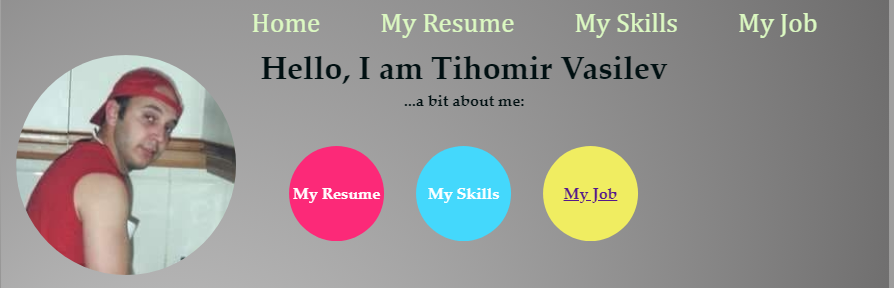 Home My Resume My Skills My Job
Hello, I am Tihomir Vasilev
...a bit about me:
My Resume My Skills My Job